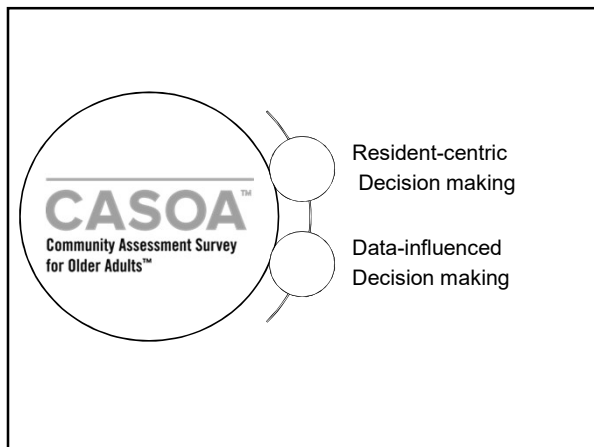 CASOA™
Community Assessment Survey
for Older Adults™
Resident-centric
Decision making
Data-influenced
Decision making